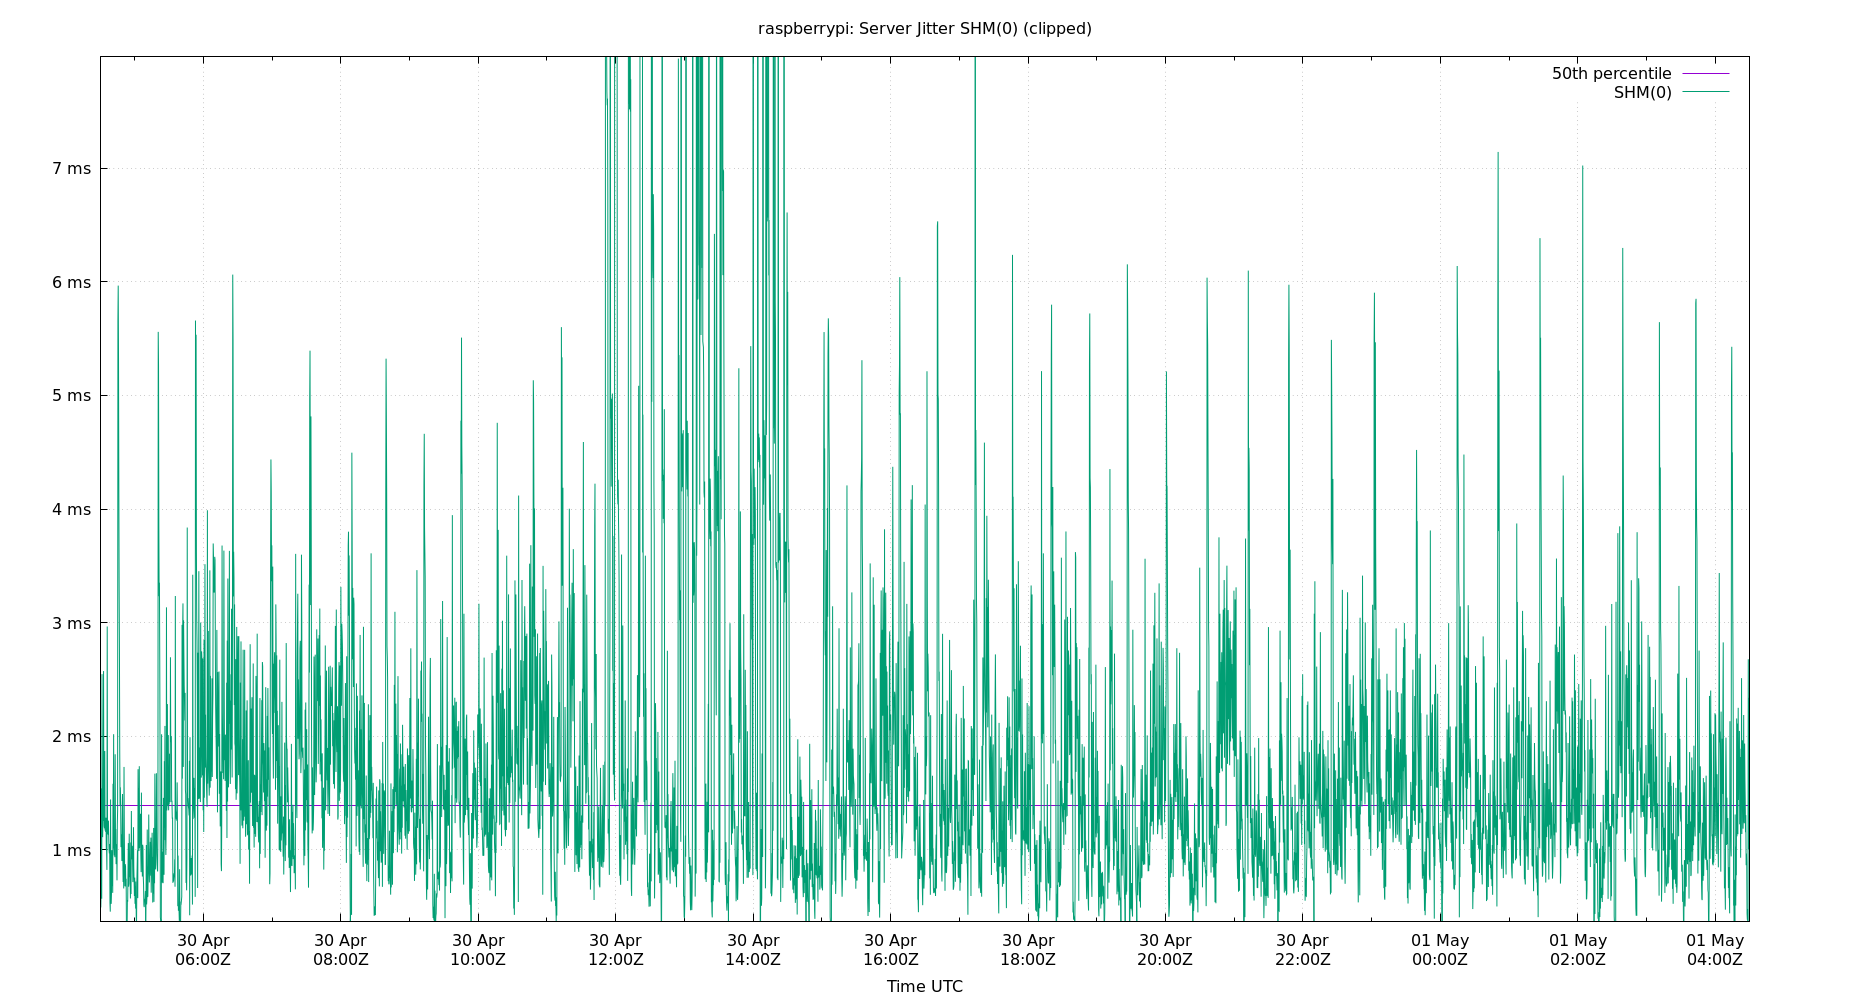 raspberrypi: Server Jitter SHM(0) (clipped)
50th percentile
SHM(0)
7 ms
6 ms
5 ms
4 ms
3 ms
2 ms
1 ms
30 Apr 30 Apr 30 Apr 30 Apr 30 Apr 30 Apr 30 Apr 30 Apr 30 Apr 01 May 01 May 01 May
06:00Z 08:00Z 10:00Z 12:00Z 14:00Z 16:00Z 18:00Z 20:00Z 22:00Z 00:00Z 02:00Z 04:00Z
Time UTC